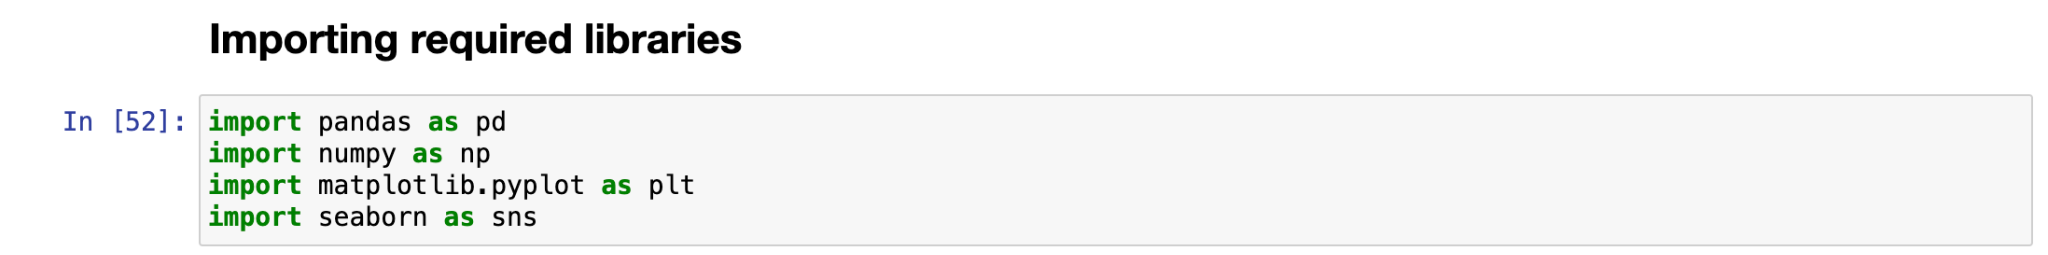 Importing required libraries
In [52]: import pandas as pd
import numpy as np
import matplotlib.pyplot as plt
import seaborn as sns